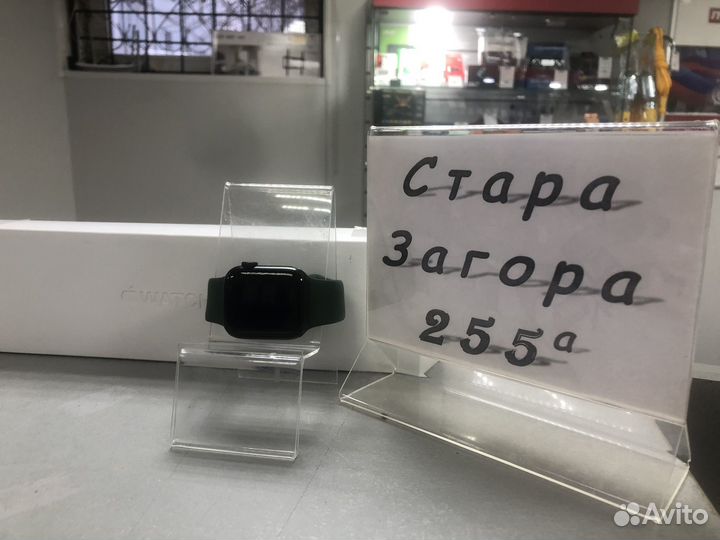 Стара
Загора
255а
WATCH
Avito